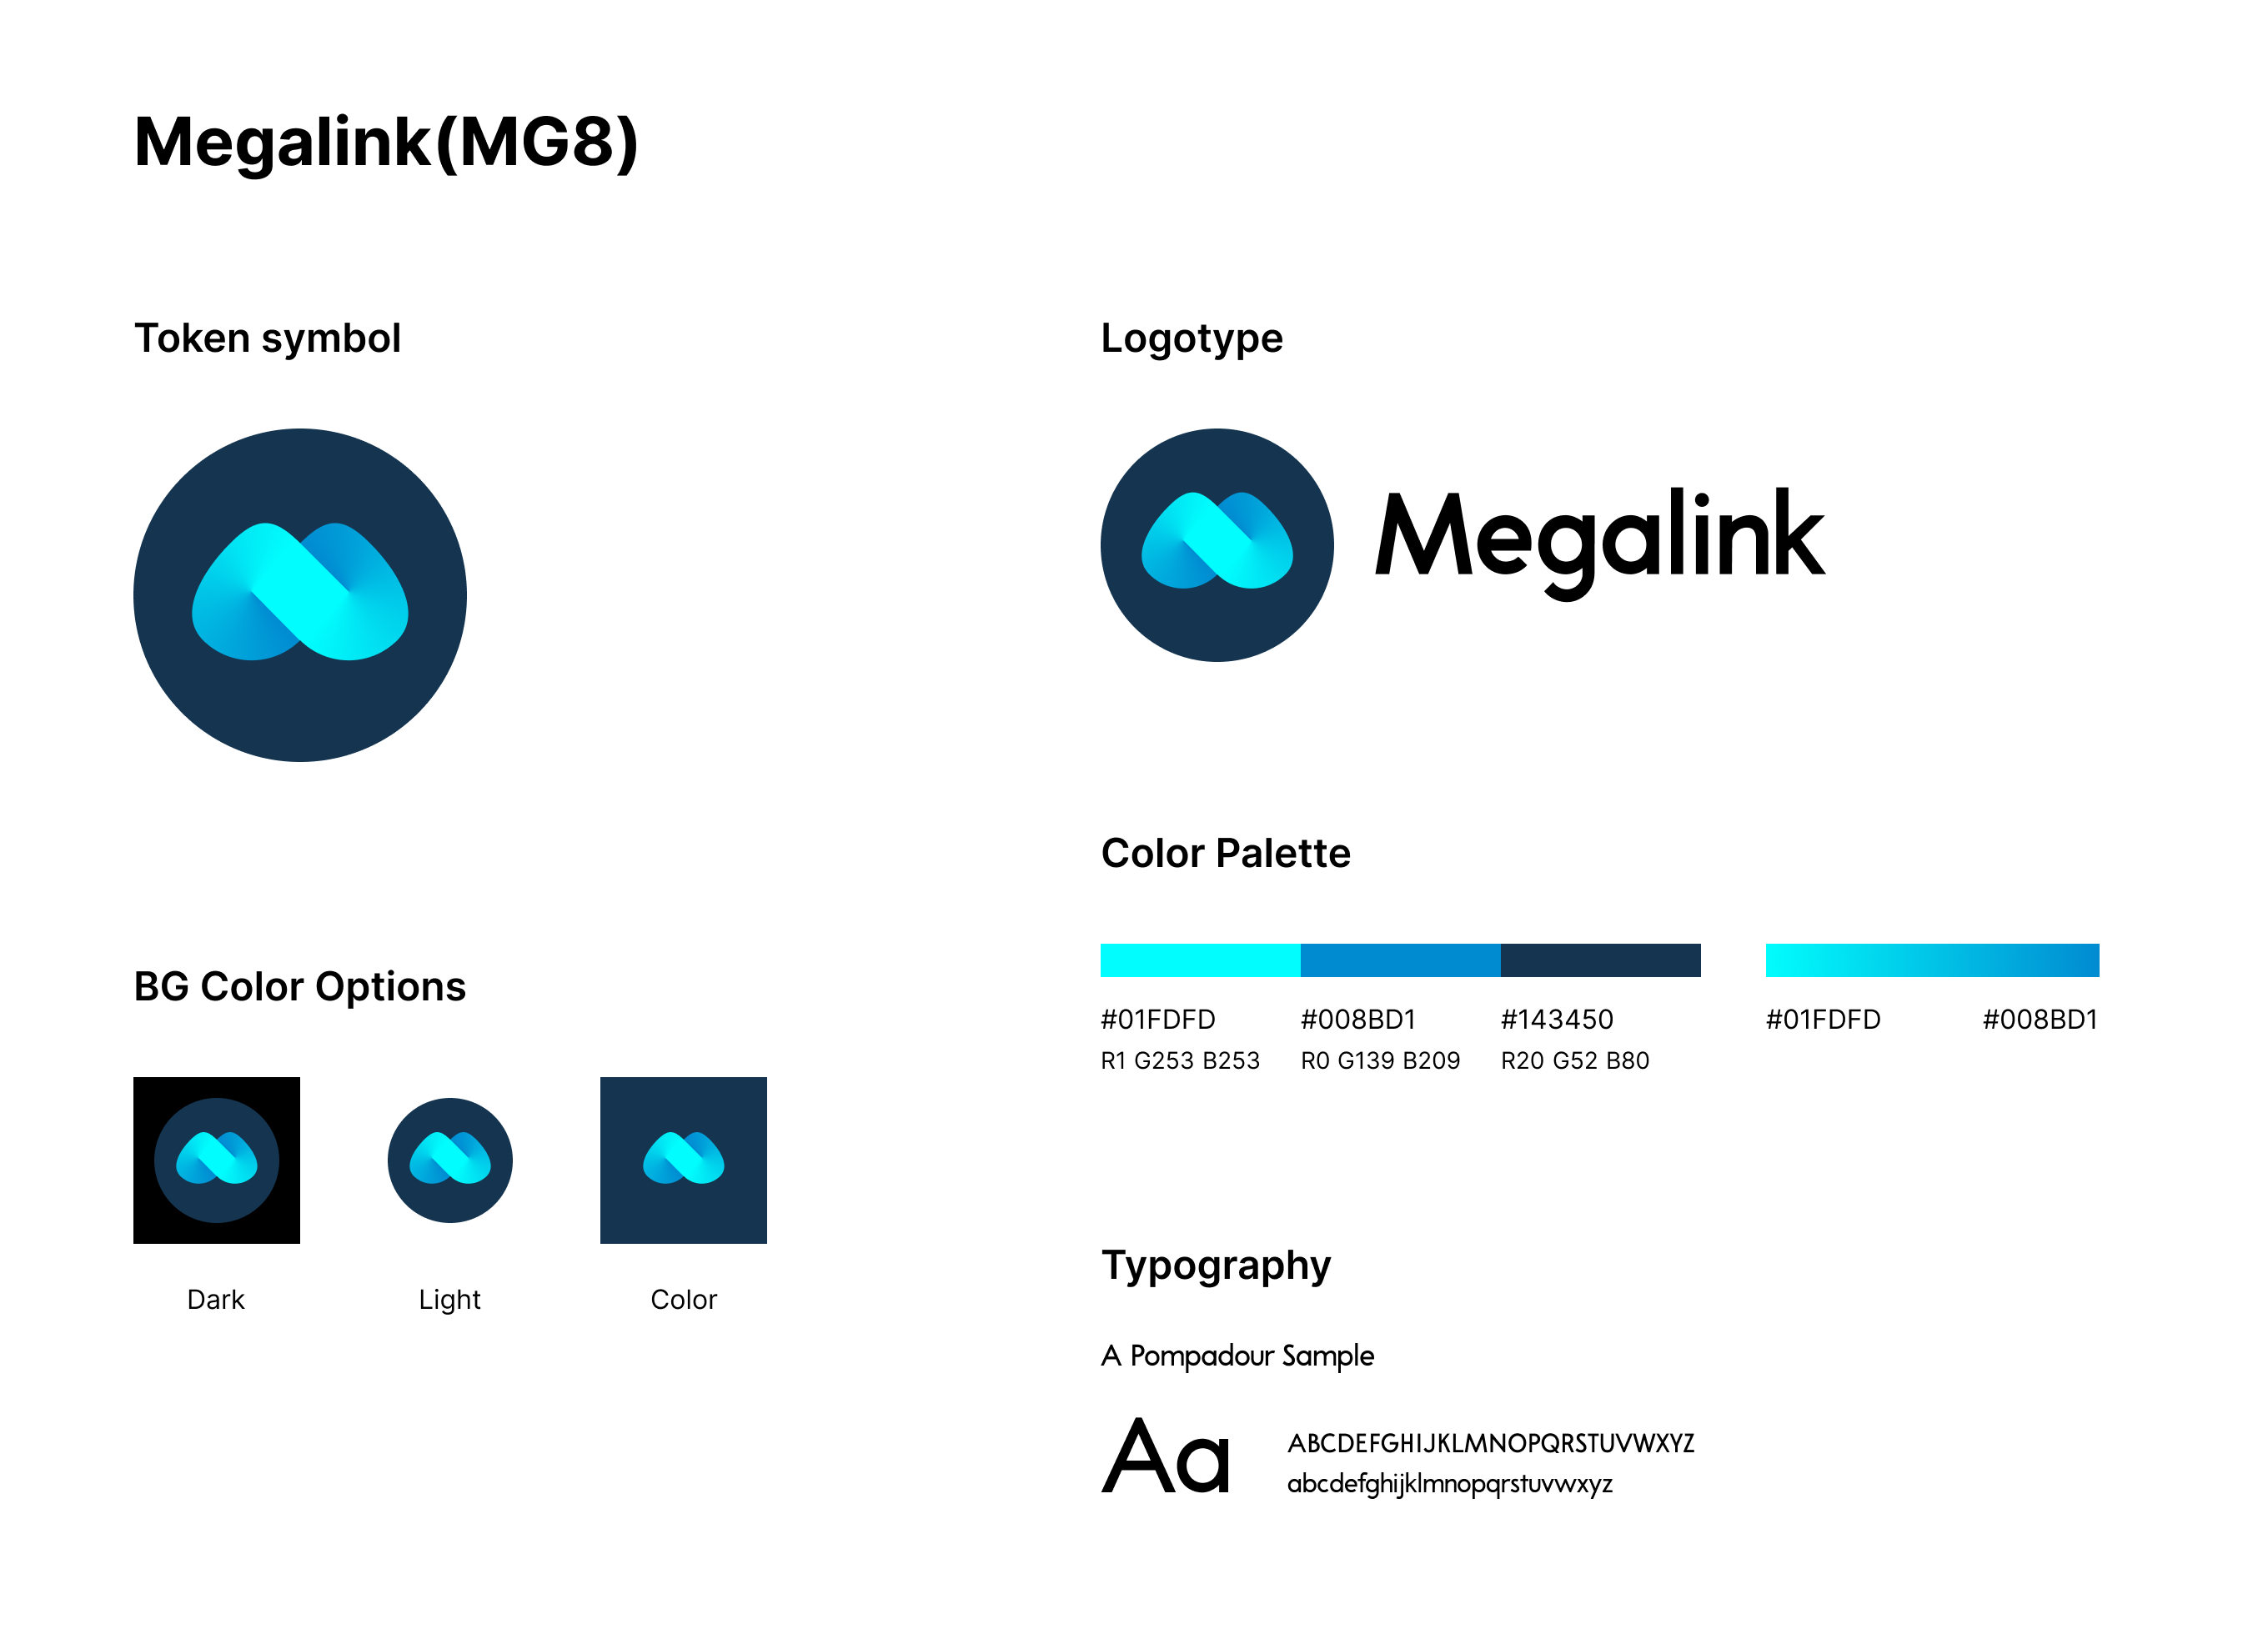 Megalink(MG8)
Token symbol
Logotype
Megalink
Color Palette
#01FDFD #008BD1 #143450 #01FDFD #008BD1
R1 G253 B253 R0 G139 B209 R20 G52 B80
BG Color Options
Dark Light Color
Typography
A Pompadour Sample
Aa
ABCDEFGHIJKLMNOPQRSTUVWXYZ
abcdefghijklmnopqrstuvwxyz